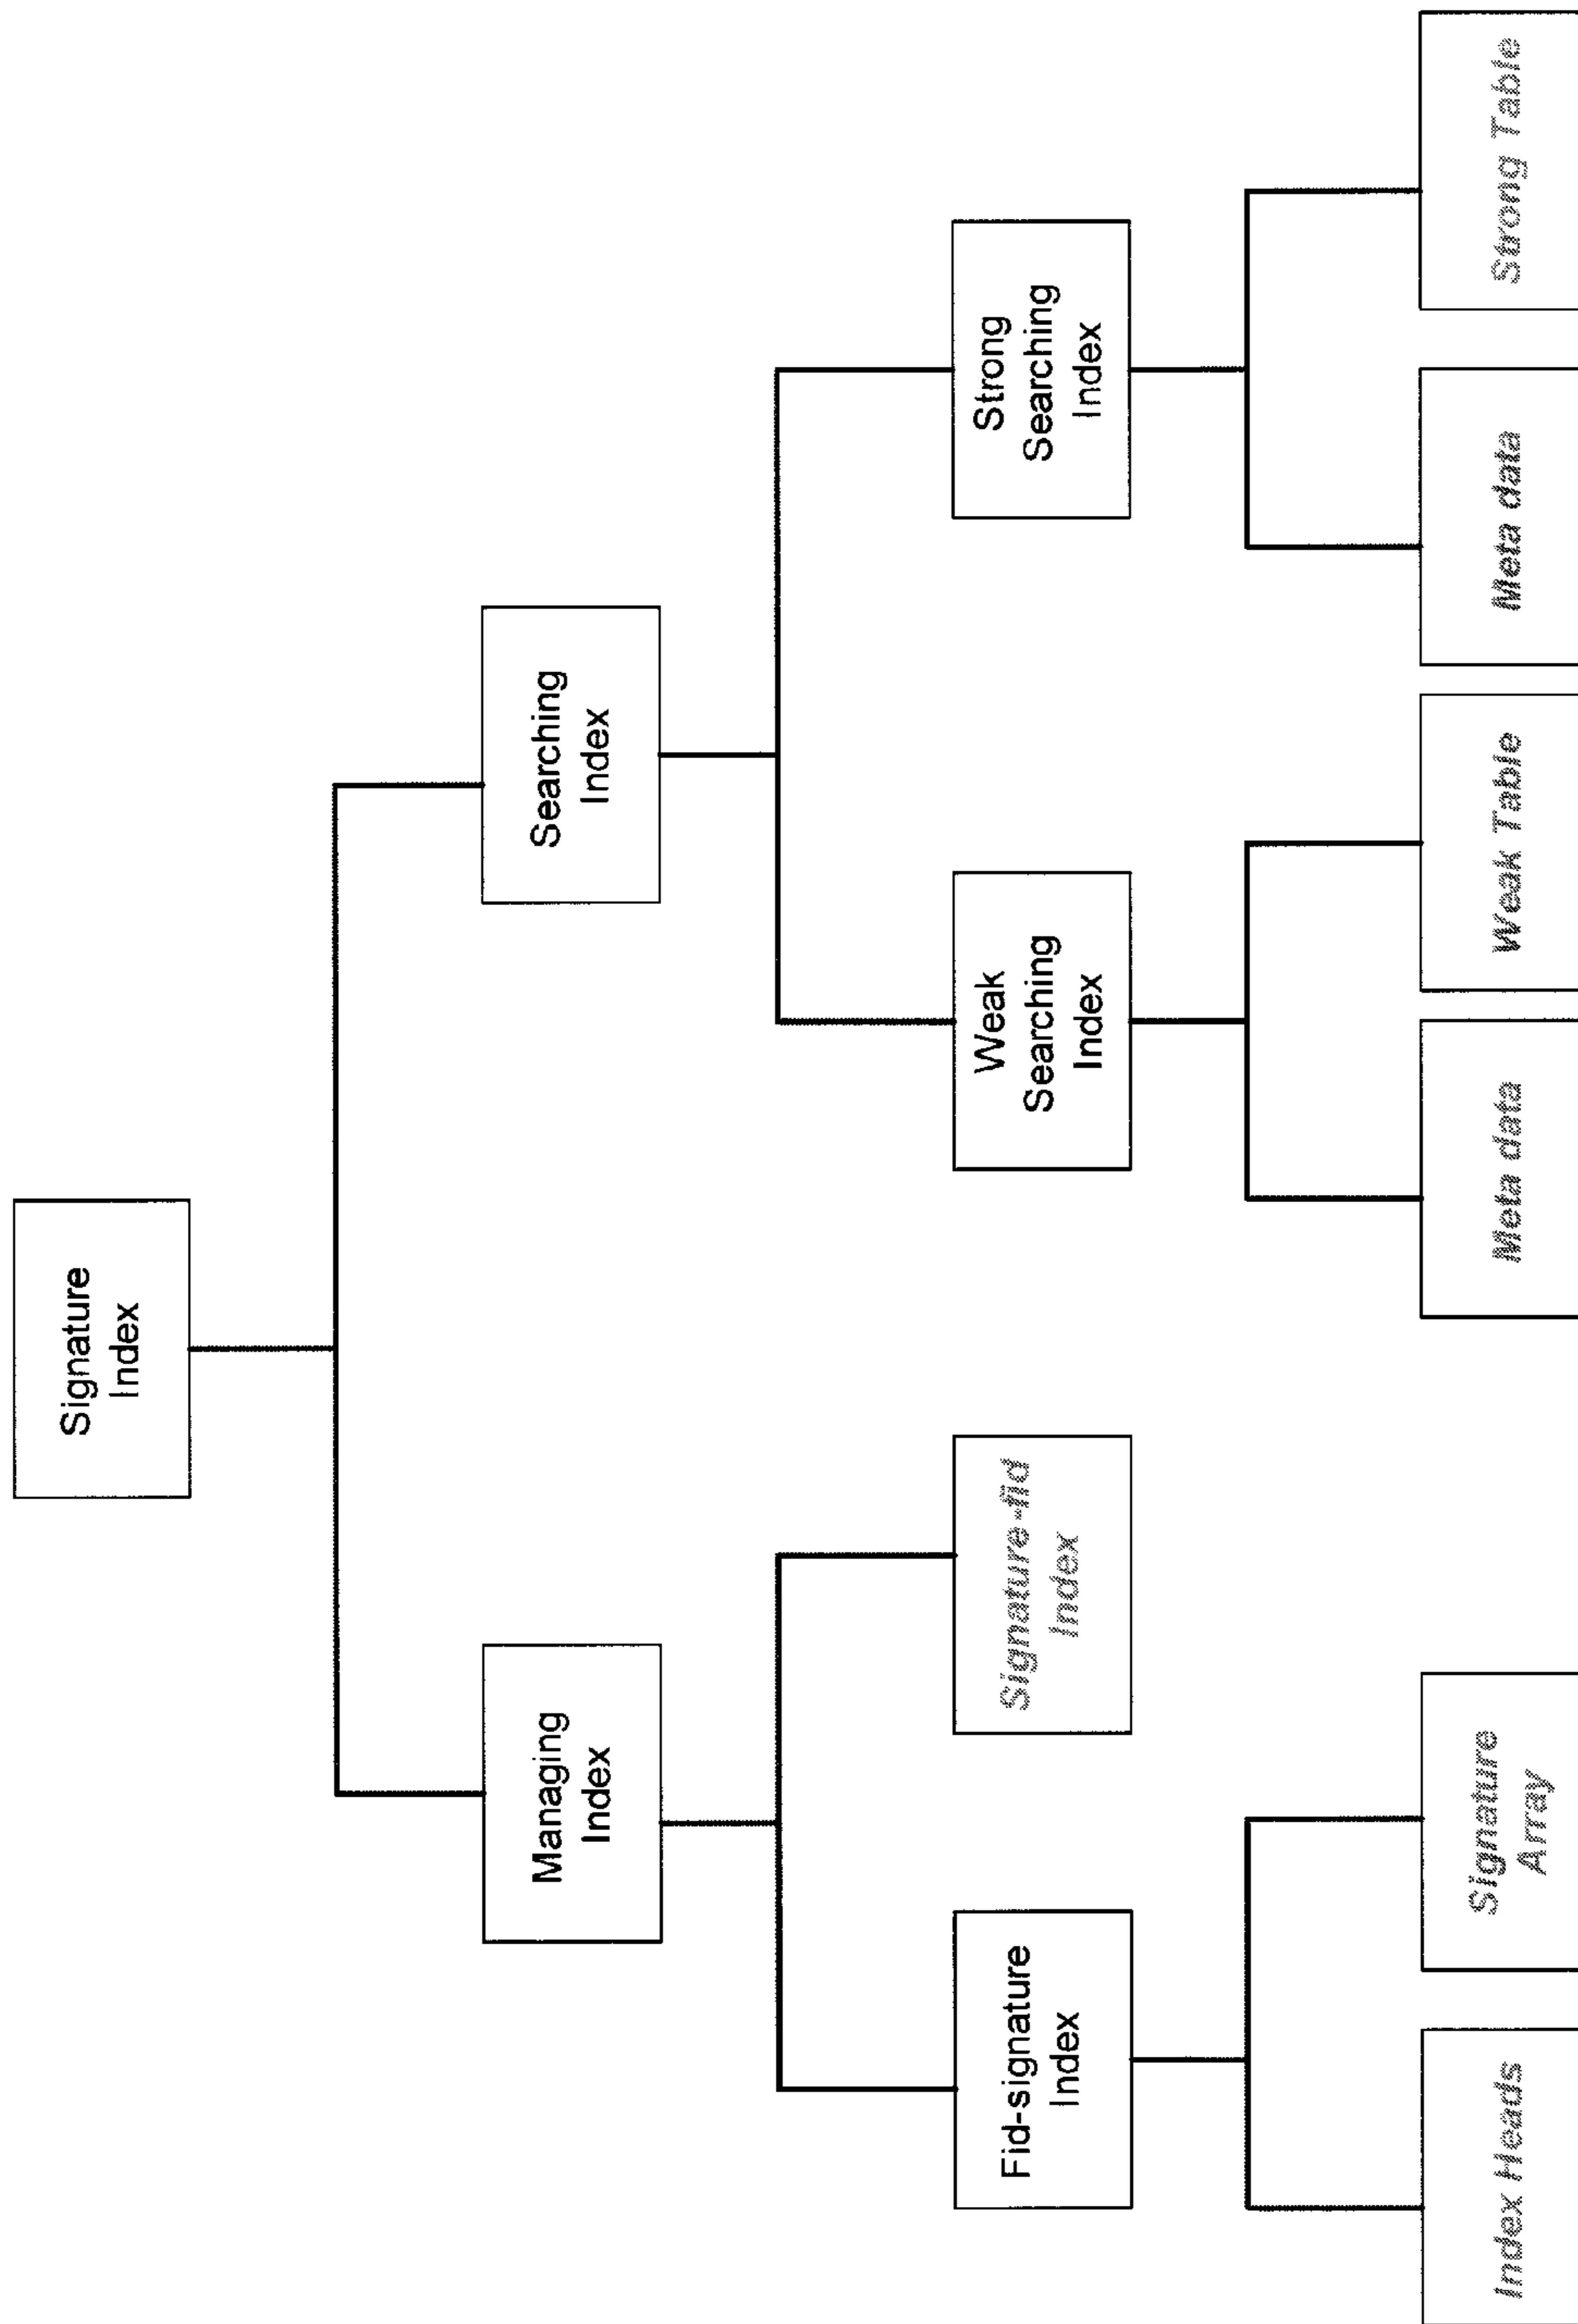 Signature
Index
Managing
Index
Searching
Index
Fid-signature
Index
Signature-fid
Index
Weak
Searching
Index
Strong
Searching
Index
Index Heads
Signature
Array
Meta data
Weak Table
Meta data
Strong Table